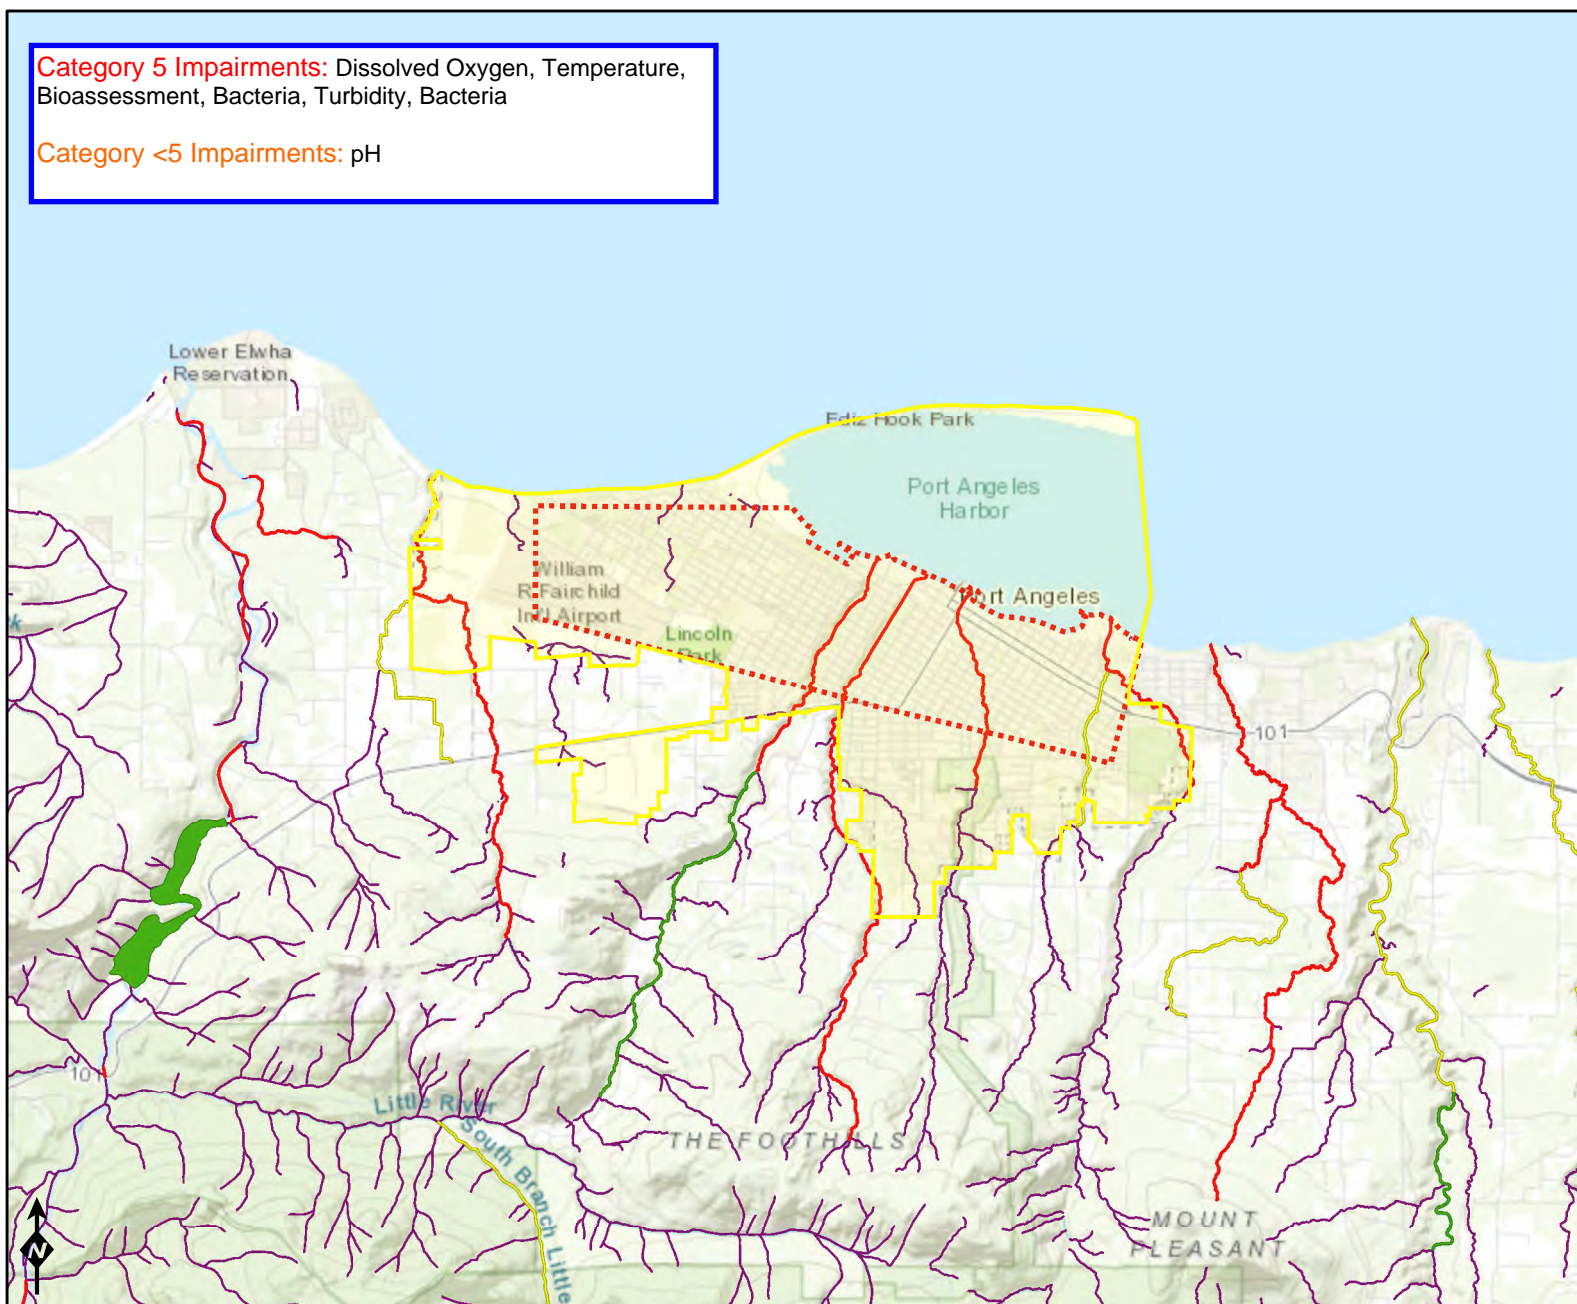 Category 5 Impairments: Dissolved Oxygen, Temperature,
Bioassessment, Bacteria, Turbidity, Bacteria
Category <5 Impairments: pH
Lower Elwha
Reservation
Ediz Hook Park
Port Angeles
Harbor
William
R Fairchild
Int'l Airport
Port Angeles
Lincoln
Park
101
101
Little River
South Branch Little
THE FOOTHILLS
MOUNT
PLEASANT
N